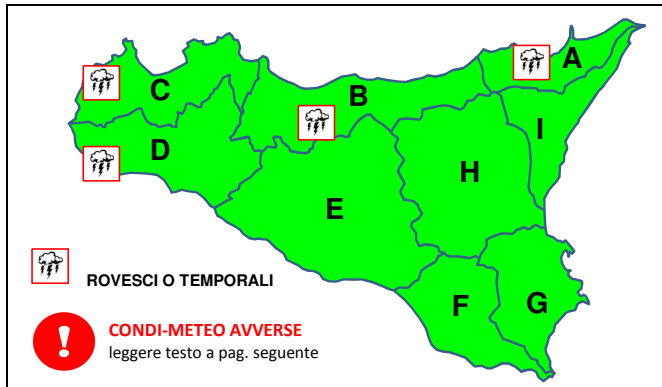 A
C
B
I
D
H
E
ROVESCI O TEMPORALI
F
G
CONDI-METEO AVVERSE
leggere testo a pag. seguente